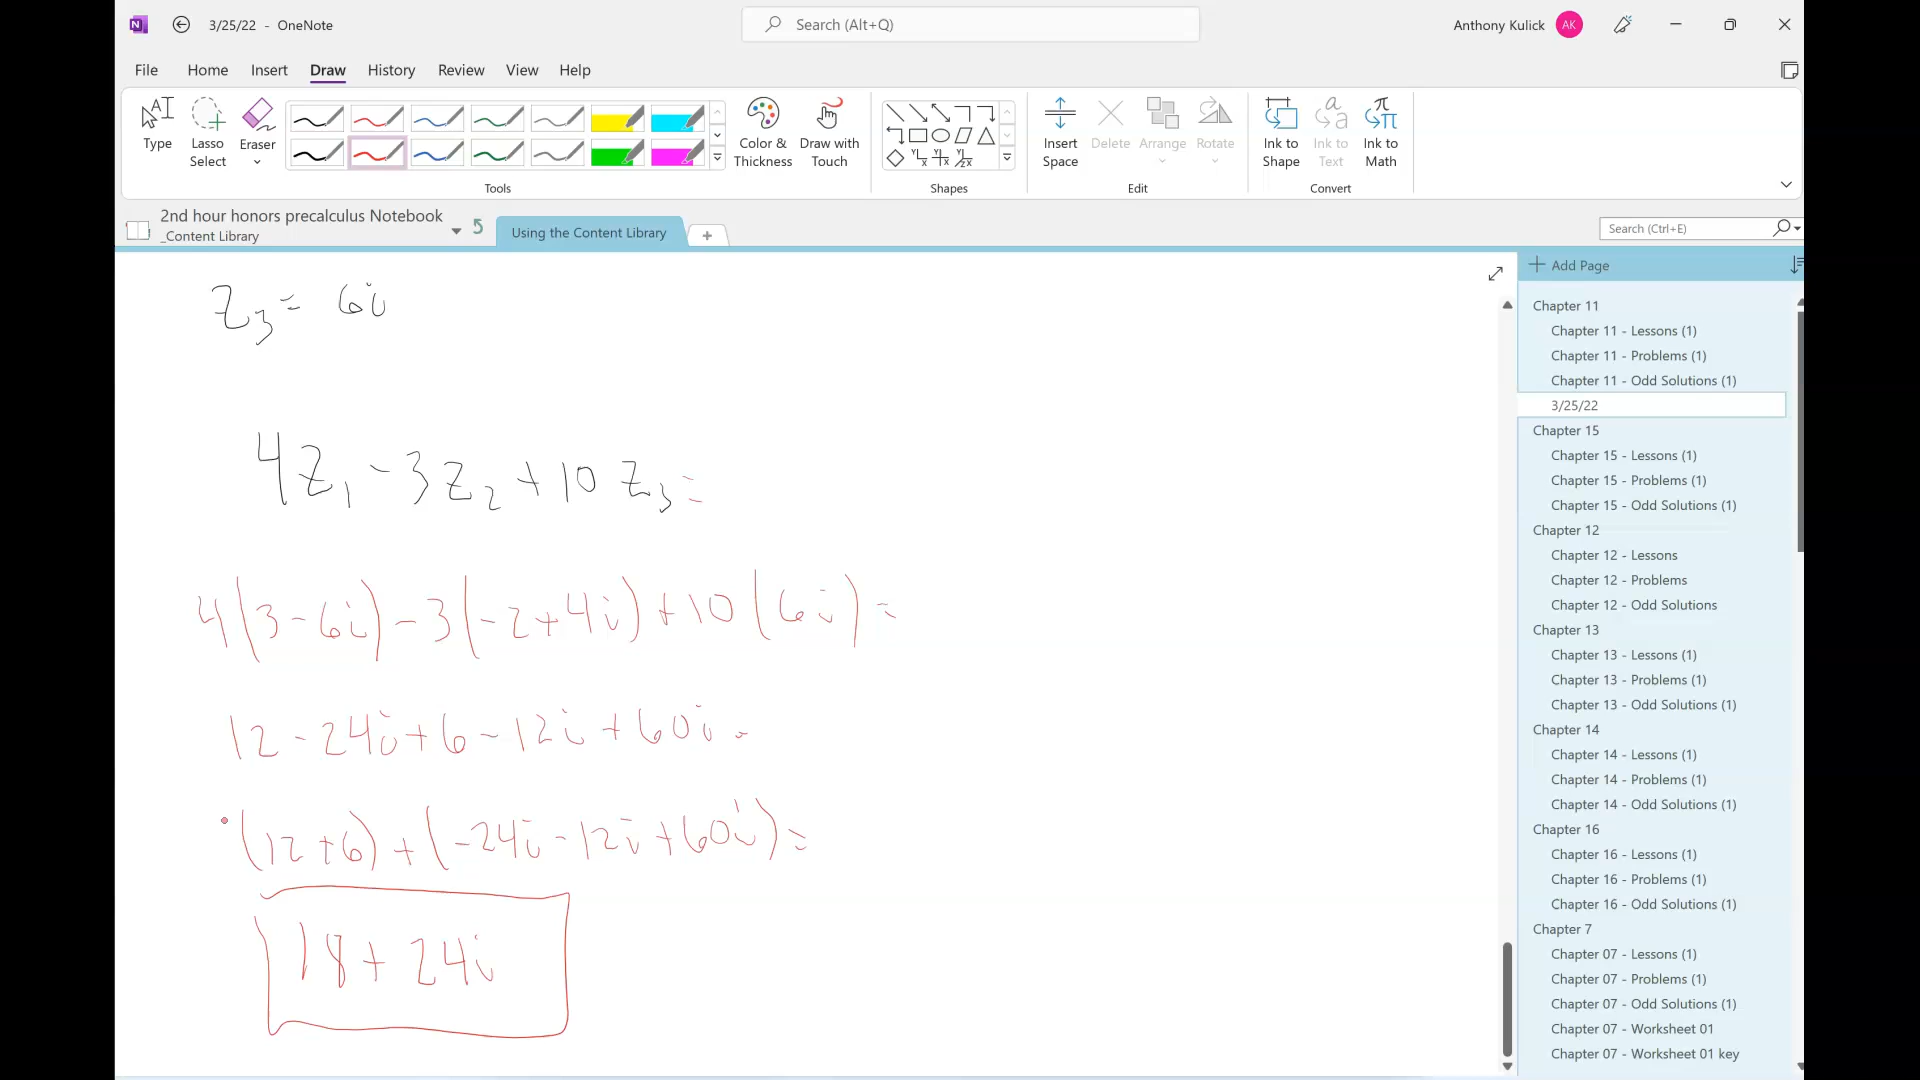 3/25/22 - OneNote
Search (Alt+Q)
Anthony Kulick AK
File Home Insert Draw History Review View Help
Type
Lasso Select
Eraser
Color & Thickness
Draw with Touch
Insert Space
Delete
Arrange
Rotate
Ink to Shape
Ink to Text
Ink to Math
Tools
Shapes
Edit
Convert
2nd hour honors precalculus Notebook
_Content Library
Using the Content Library
Search (Ctrl+E)
z₃ = 6i
4z₁ - 3z₂ + 10z₃ =
4(3 - 6i) - 3(-2 + 4i) + 10(6i) =
12 - 24i + 6 - 12i + 60i =
(12 + 6) + (-24i - 12i + 60i) =
18 + 24i
Add Page
Chapter 11
Chapter 11 - Lessons (1)
Chapter 11 - Problems (1)
Chapter 11 - Odd Solutions (1)
3/25/22
Chapter 15
Chapter 15 - Lessons (1)
Chapter 15 - Problems (1)
Chapter 15 - Odd Solutions (1)
Chapter 12
Chapter 12 - Lessons
Chapter 12 - Problems
Chapter 12 - Odd Solutions
Chapter 13
Chapter 13 - Lessons (1)
Chapter 13 - Problems (1)
Chapter 13 - Odd Solutions (1)
Chapter 14
Chapter 14 - Lessons (1)
Chapter 14 - Problems (1)
Chapter 14 - Odd Solutions (1)
Chapter 16
Chapter 16 - Lessons (1)
Chapter 16 - Problems (1)
Chapter 16 - Odd Solutions (1)
Chapter 7
Chapter 07 - Lessons (1)
Chapter 07 - Problems (1)
Chapter 07 - Odd Solutions (1)
Chapter 07 - Worksheet 01
Chapter 07 - Worksheet 01 key